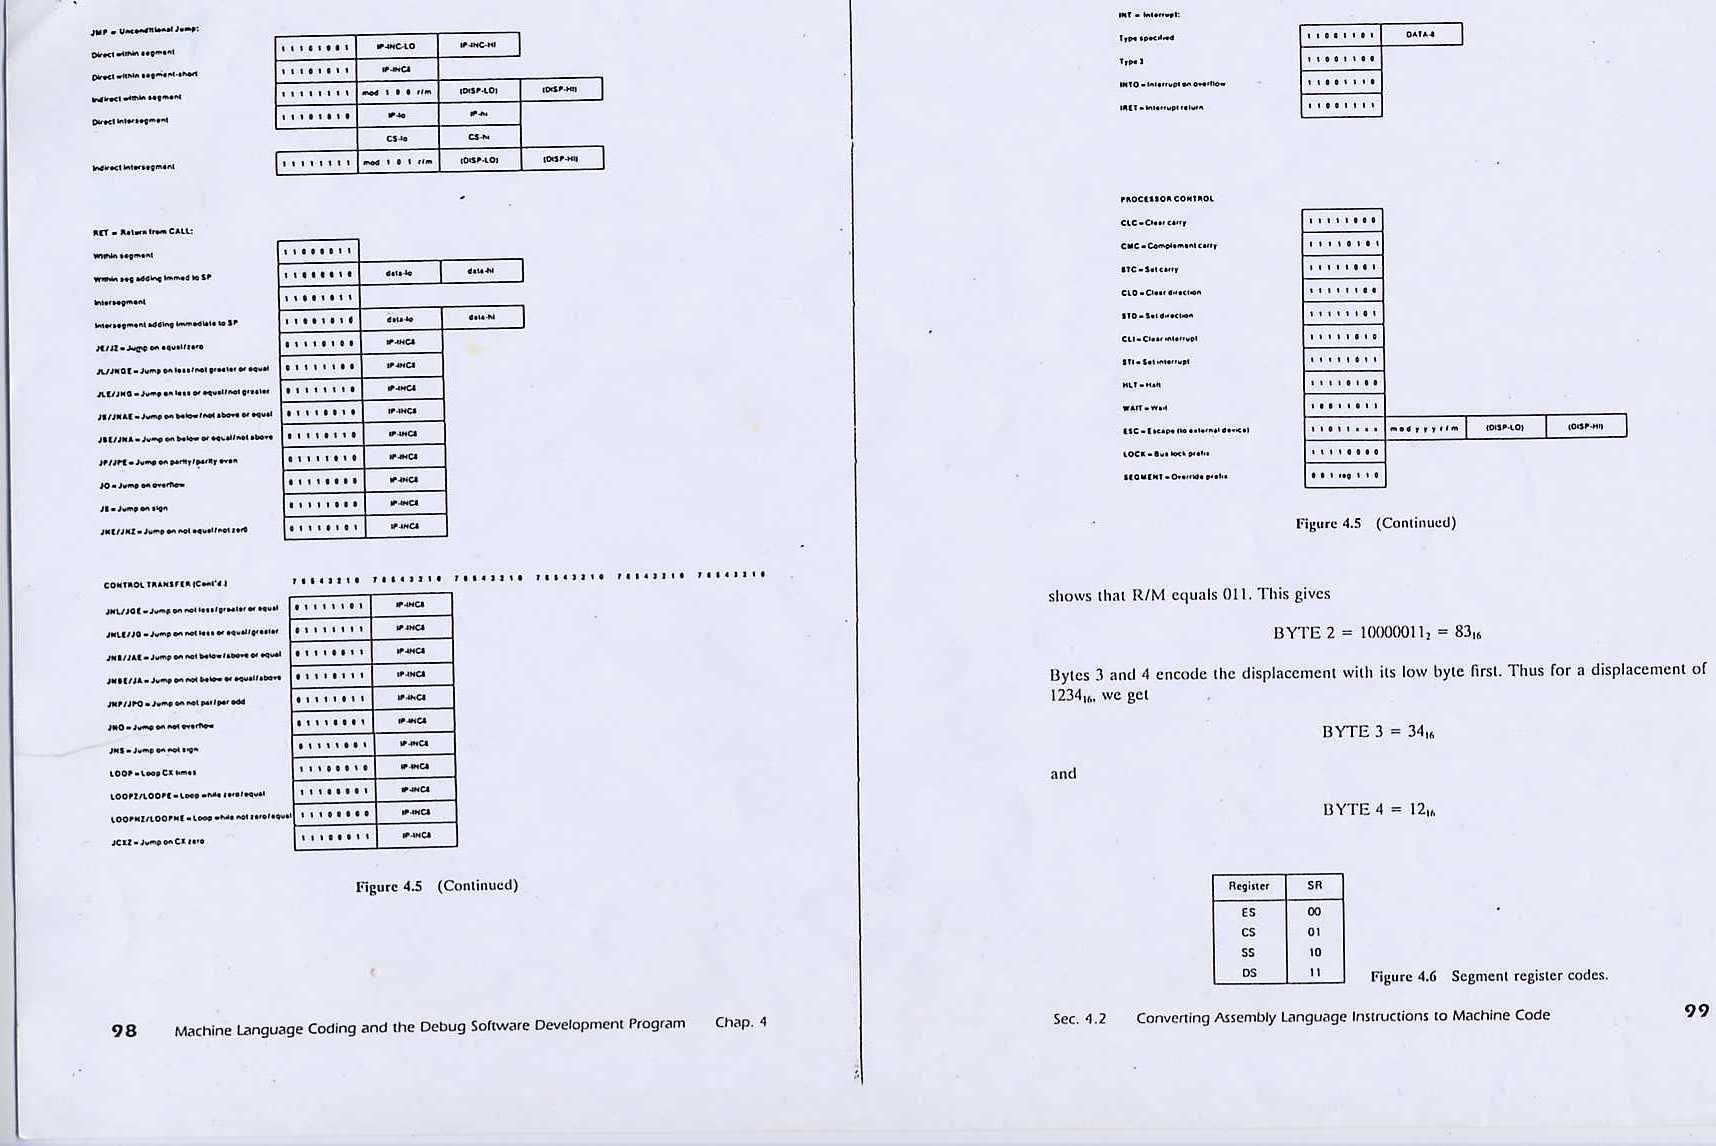 JMP = Unconditional Jump:
Direct within segment 1 1 1 0 1 0 0 1 IP-INC-LO IP-INC-HI
Direct within segment-short 1 1 1 0 1 0 1 1 IP-INC8
Indirect within segment 1 1 1 1 1 1 1 1 mod 1 0 0 r/m (DISP-LO) (DISP-HI)
Direct intersegment 1 1 1 0 1 0 1 0 IP-lo IP-hi
CS-lo CS-hi
Indirect intersegment 1 1 1 1 1 1 1 1 mod 1 0 1 r/m (DISP-LO) (DISP-HI)
RET = Return from CALL:
Within segment 1 1 0 0 0 0 1 1
Within seg adding immed to SP 1 1 0 0 0 0 1 0 data-lo data-hi
Intersegment 1 1 0 0 1 0 1 1
Intersegment adding immediate to SP 1 1 0 0 1 0 1 0 data-lo data-hi
JE/JZ = Jump on equal/zero 0 1 1 1 0 1 0 0 IP-INC8
JL/JNGE = Jump on less/not greater or equal 0 1 1 1 1 1 0 0 IP-INC8
JLE/JNG = Jump on less or equal/not greater 0 1 1 1 1 1 1 0 IP-INC8
JB/JNAE = Jump on below/not above or equal 0 1 1 1 0 0 1 0 IP-INC8
JBE/JNA = Jump on below or equal/not above 0 1 1 1 0 1 1 0 IP-INC8
JP/JPE = Jump on parity/parity even 0 1 1 1 1 0 1 0 IP-INC8
JO = Jump on overflow 0 1 1 1 0 0 0 0 IP-INC8
JS = Jump on sign 0 1 1 1 1 0 0 0 IP-INC8
JNE/JNZ = Jump on not equal/not zer0 0 1 1 1 0 1 0 1 IP-INC8
CONTROL TRANSFER (Cont'd.) 7 6 5 4 3 2 1 0 7 6 5 4 3 2 1 0 7 6 5 4 3 2 1 0 7 6 5 4 3 2 1 0 7 6 5 4 3 2 1 0 7 6 5 4 3 2 1 0
JNL/JGE = Jump on not less/greater or equal 0 1 1 1 1 1 0 1 IP-INC8
JNLE/JG = Jump on not less or equal/greater 0 1 1 1 1 1 1 1 IP-INC8
JNB/JAE = Jump on not below/above or equal 0 1 1 1 0 0 1 1 IP-INC8
JNBE/JA = Jump on not below or equal/above 0 1 1 1 0 1 1 1 IP-INC8
JNP/JPO = Jump on not par/par odd 0 1 1 1 1 0 1 1 IP-INC8
JNO = Jump on not overflow 0 1 1 1 0 0 0 1 IP-INC8
JNS = Jump on not sign 0 1 1 1 1 0 0 1 IP-INC8
LOOP = Loop CX times 1 1 1 0 0 0 1 0 IP-INC8
LOOPZ/LOOPE = Loop while zero/equal 1 1 1 0 0 0 0 1 IP-INC8
LOOPNZ/LOOPNE = Loop while not zero/equal 1 1 1 0 0 0 0 0 IP-INC8
JCXZ = Jump on CX zero 1 1 1 0 0 0 1 1 IP-INC8
Figure 4.5 (Continued)
98 Machine Language Coding and the Debug Software Development Program Chap. 4
INT = Interrupt:
Type specified 1 1 0 0 1 1 0 1 DATA-8
Type 3 1 1 0 0 1 1 0 0
INTO = Interrupt on overflow 1 1 0 0 1 1 1 0
IRET = Interrupt return 1 1 0 0 1 1 1 1
PROCESSOR CONTROL
CLC = Clear carry 1 1 1 1 1 0 0 0
CMC = Complement carry 1 1 1 1 0 1 0 1
STC = Set carry 1 1 1 1 1 0 0 1
CLD = Clear direction 1 1 1 1 1 1 0 0
STD = Set direction 1 1 1 1 1 1 0 1
CLI = Clear interrupt 1 1 1 1 1 0 1 0
STI = Set interrupt 1 1 1 1 1 0 1 1
HLT = Halt 1 1 1 1 0 1 0 0
WAIT = Wait 1 0 0 1 1 0 1 1
ESC = Escape (to external device) 1 1 0 1 1 x x x mod y y y r/m (DISP-LO) (DISP-HI)
LOCK = Bus lock prefix 1 1 1 1 0 0 0 0
SEGMENT = Override prefix 0 0 1 reg 1 1 0
Figure 4.5 (Continued)
shows that R/M equals 011. This gives
BYTE 2 = 10000011₂ = 83₁₆
Bytes 3 and 4 encode the displacement with its low byte first. Thus for a displacement of
1234₁₆, we get
BYTE 3 = 34₁₆
and
BYTE 4 = 12₁₆
Register SR
ES 00
CS 01
SS 10
DS 11
Figure 4.6 Segment register codes.
Sec. 4.2 Converting Assembly Language Instructions to Machine Code 99